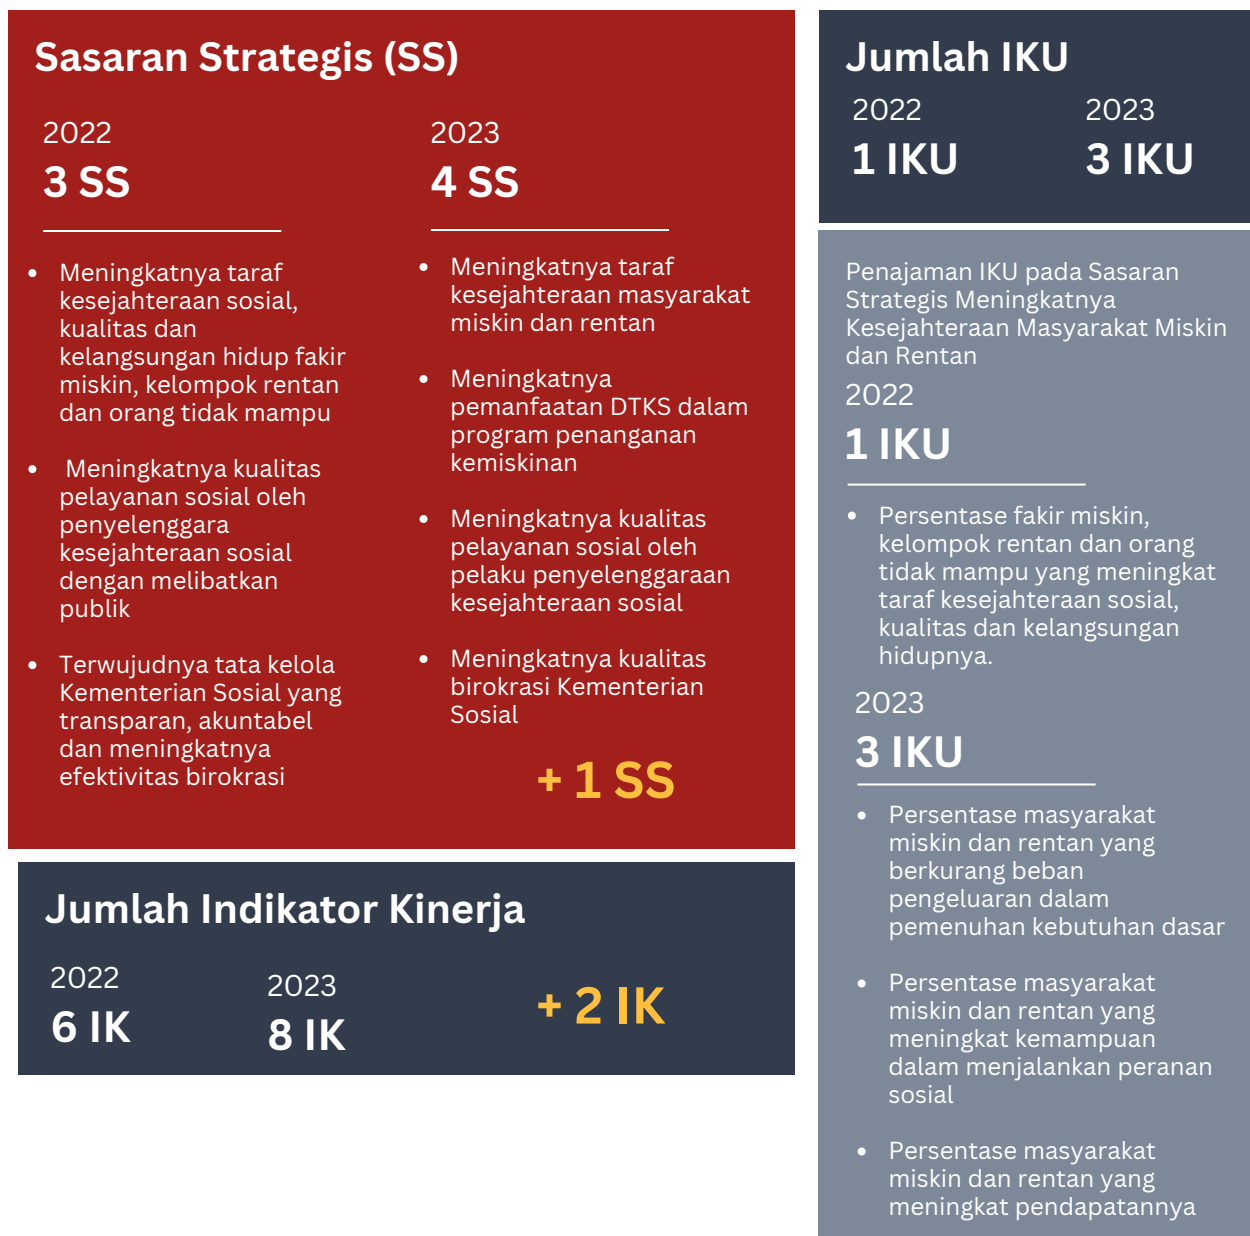 Sasaran Strategis (SS)
2022
3 SS
• Meningkatnya taraf
kesejahteraan sosial,
kualitas dan
kelangsungan hidup fakir
miskin, kelompok rentan
dan orang tidak mampu
• Meningkatnya kualitas
pelayanan sosial oleh
penyelenggara
kesejahteraan sosial
dengan melibatkan
publik
• Terwujudnya tata kelola
Kementerian Sosial yang
transparan, akuntabel
dan meningkatnya
efektivitas birokrasi
2023
4 SS
• Meningkatnya taraf
kesejahteraan masyarakat
miskin dan rentan
• Meningkatnya
pemanfaatan DTKS dalam
program penanganan
kemiskinan
• Meningkatnya kualitas
pelayanan sosial oleh
pelaku penyelenggaraan
kesejahteraan sosial
• Meningkatnya kualitas
birokrasi Kementerian
Sosial
+ 1 SS
Jumlah Indikator Kinerja
2022
6 IK
2023
8 IK
+ 2 IK
Jumlah IKU
2022
1 IKU
2023
3 IKU
Penajaman IKU pada Sasaran
Strategis Meningkatnya
Kesejahteraan Masyarakat Miskin
dan Rentan
2022
1 IKU
• Persentase fakir miskin,
kelompok rentan dan orang
tidak mampu yang meningkat
taraf kesejahteraan sosial,
kualitas dan kelangsungan
hidupnya.
2023
3 IKU
• Persentase masyarakat
miskin dan rentan yang
berkurang beban
pengeluaran dalam
pemenuhan kebutuhan dasar
• Persentase masyarakat
miskin dan rentan yang
meningkat kemampuan
dalam menjalankan peranan
sosial
• Persentase masyarakat
miskin dan rentan yang
meningkat pendapatannya